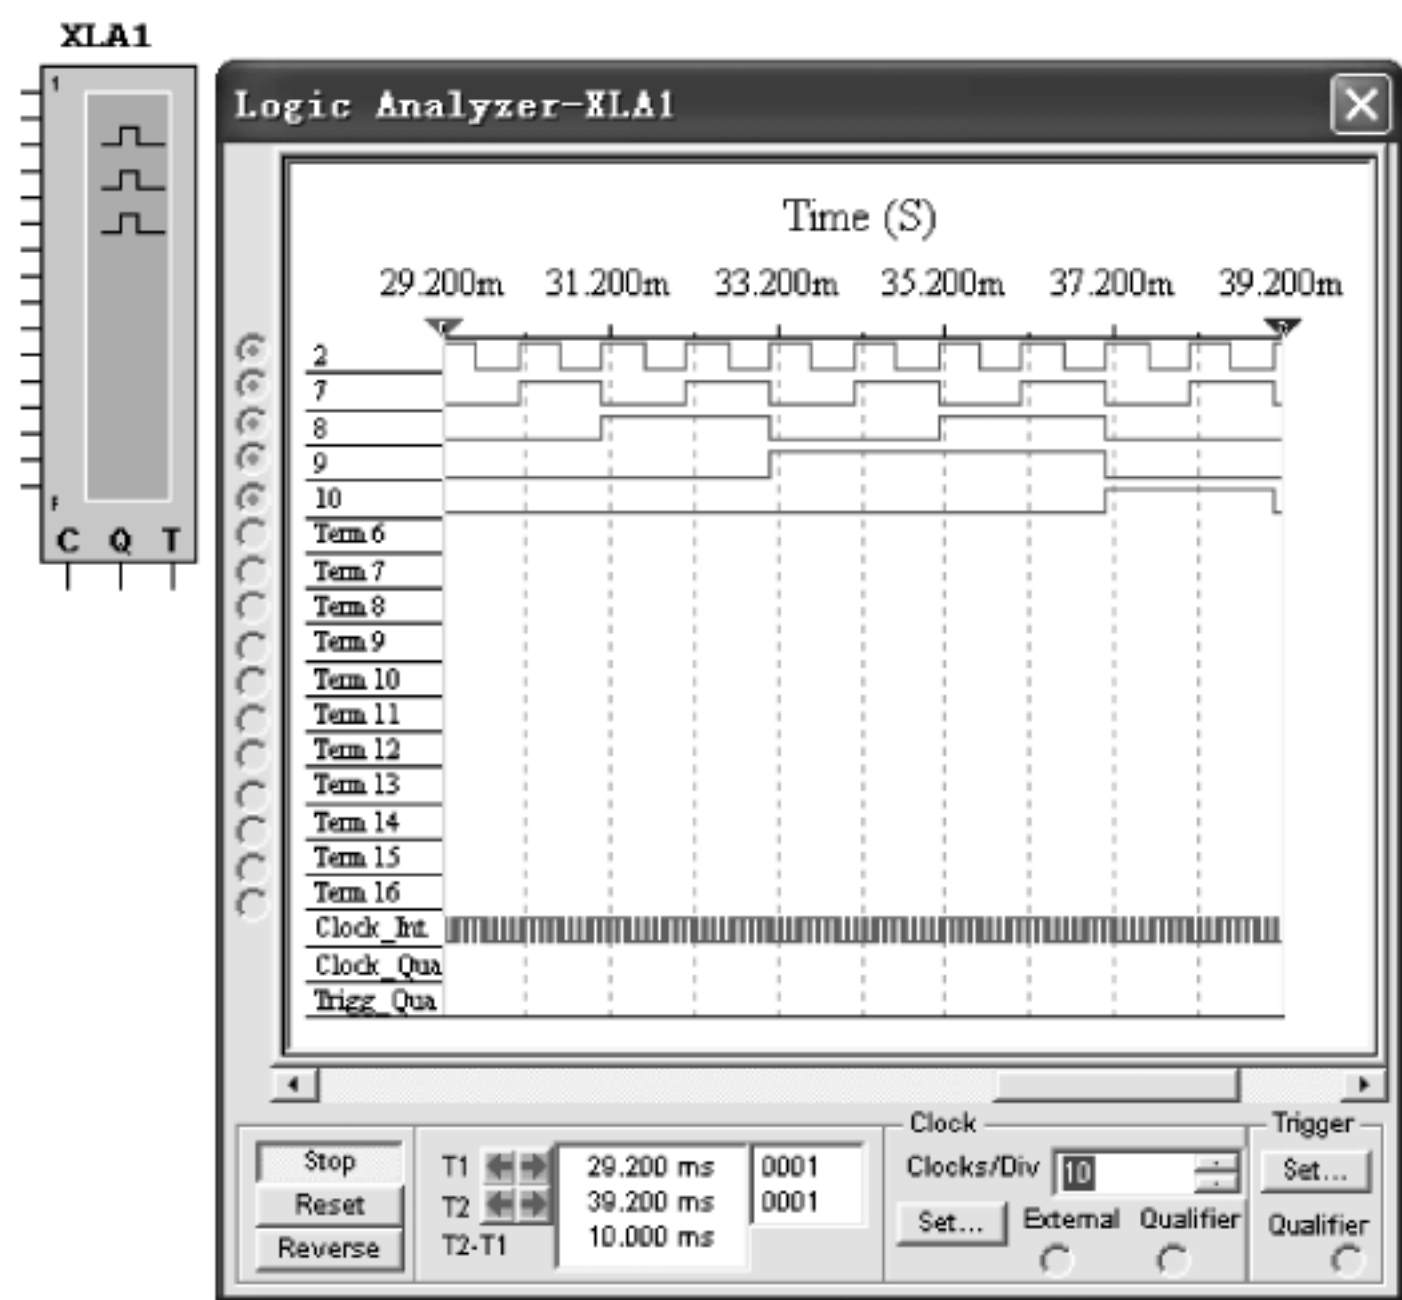 XLA1
1
F
C Q T
Logic Analyzer-XLA1
Time (S)
29.200m 31.200m 33.200m 35.200m 37.200m 39.200m
2
7
8
9
10
Term 6
Term 7
Term 8
Term 9
Term 10
Term 11
Term 12
Term 13
Term 14
Term 15
Term 16
Clock_Int
Clock_Qua
Trigg_Qua
Stop
Reset
Reverse
T1 29.200 ms 0001
T2 39.200 ms 0001
T2-T1 10.000 ms
Clock
Clocks/Div 10
Set... External Qualifier
Trigger
Set...
Qualifier